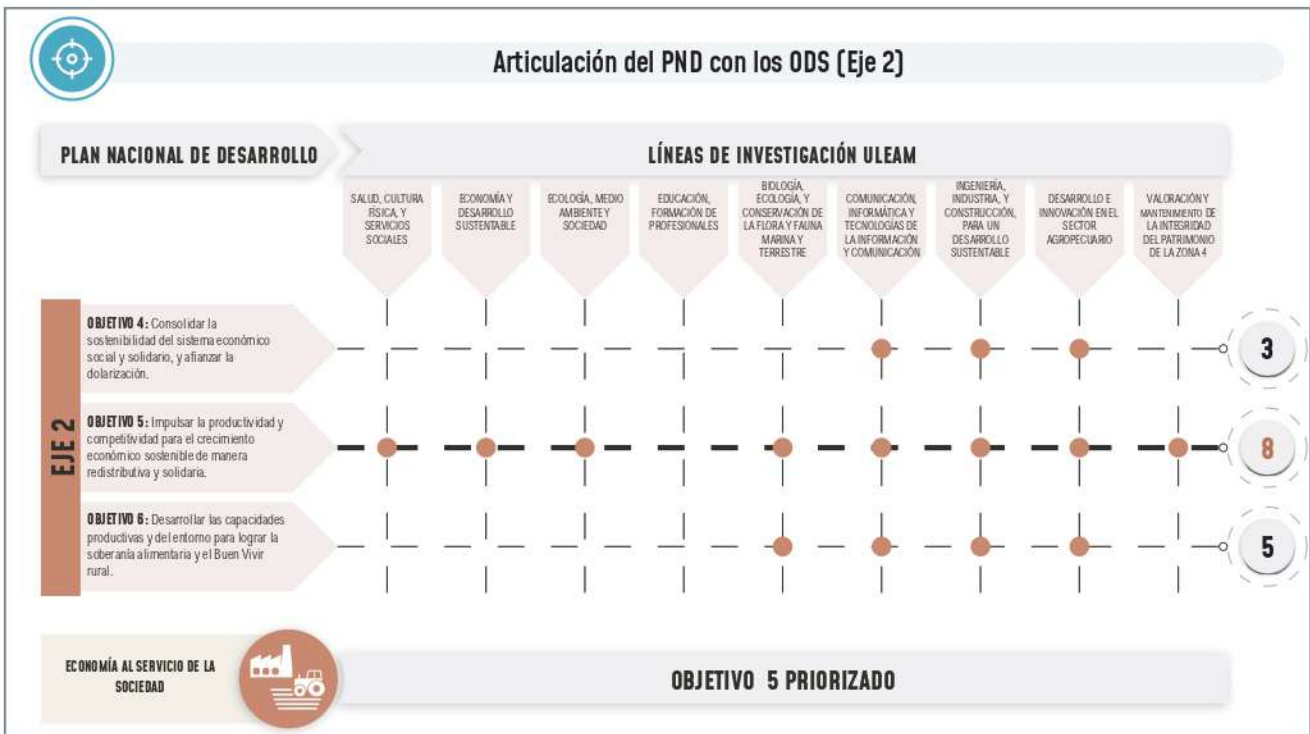 Articulación del PND con los ODS (Eje 2)
PLAN NACIONAL DE DESARROLLO
LÍNEAS DE INVESTIGACIÓN ULEAM
SALUD, CULTURA
FÍSICA, Y
SERVICIOS
SOCIALES
ECONOMÍA Y
DESARROLLO
SUSTENTABLE
ECOLOGÍA, MEDIO
AMBIENTE Y
SOCIEDAD
EDUCACIÓN,
FORMACIÓN DE
PROFESIONALES
BIOLOGÍA,
ECOLOGÍA, Y
CONSERVACIÓN DE
LA FLORA Y FAUNA
MARINA Y
TERRESTRE
COMUNICACIÓN,
INFORMÁTICA Y
TECNOLOGÍAS DE
LA INFORMACIÓN
Y COMUNICACIÓN
INGENIERÍA,
INDUSTRIA, Y
CONSTRUCCIÓN,
PARA UN
DESARROLLO
SUSTENTABLE
DESARROLLO E
INNOVACIÓN EN EL
SECTOR
AGROPECUARIO
VALORACIÓN Y
MANTENIMIENTO DE
LA INTEGRIDAD
DEL PATRIMONIO
DE LA ZONA 4
EJE 2
OBJETIVO 4: Consolidar la
sostenibilidad del sistema económico
social y solidario, y afianzar la
dolarización.
3
OBJETIVO 5: Impulsar la productividad y
competitividad para el crecimiento
económico sostenible de manera
redistributiva y solidaria.
8
OBJETIVO 6: Desarrollar las capacidades
productivas y del entorno para lograr la
soberanía alimentaria y el Buen Vivir
rural.
5
ECONOMÍA AL SERVICIO DE LA
SOCIEDAD
OBJETIVO 5 PRIORIZADO